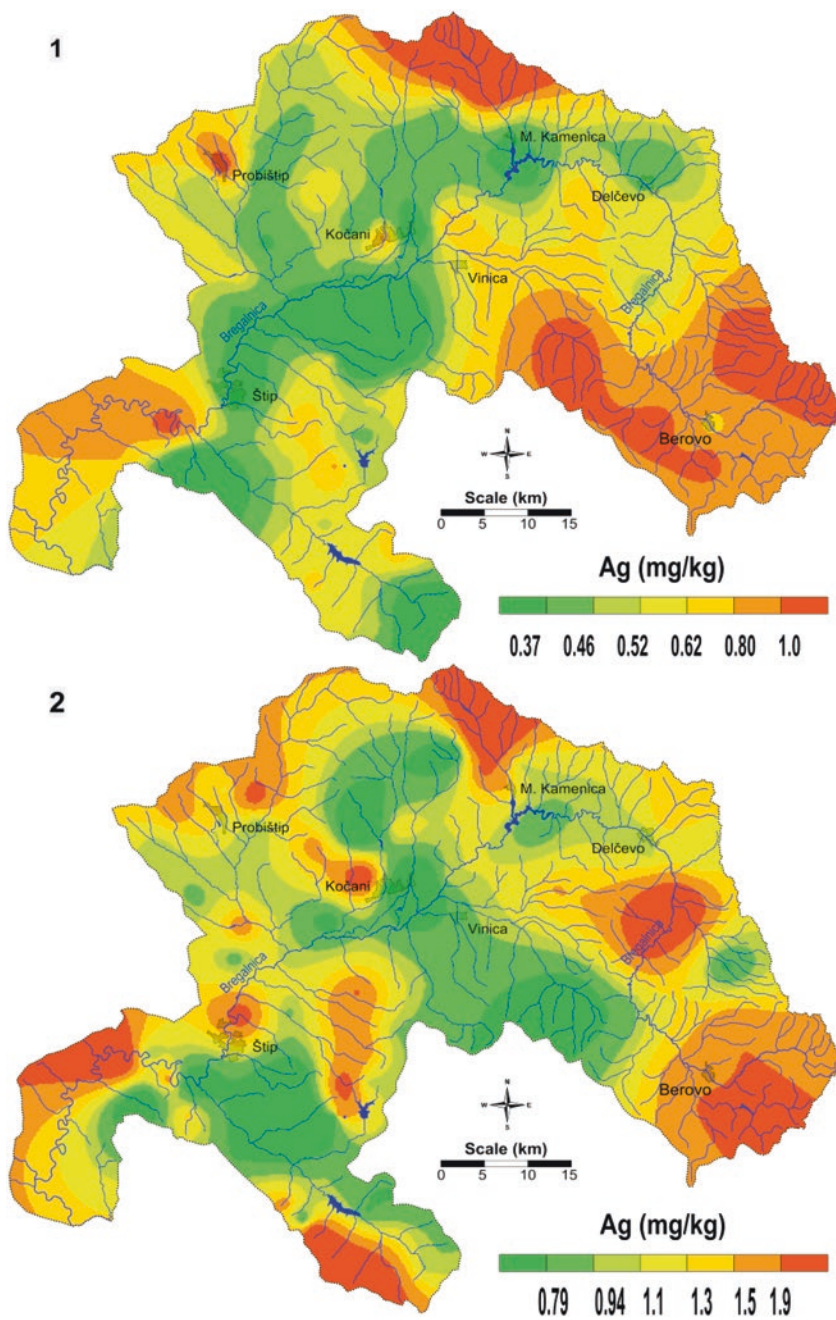 1
M. Kamenica
Probištip
Delčevo
Kočani
Vinica
Bregalnica
Bregalnica
Štip
Berovo
N
W E
S
Scale (km)
0 5 10 15
Ag (mg/kg)
0.37 0.46 0.52 0.62 0.80 1.0
2
M. Kamenica
Probištip
Delčevo
Kočani
Vinica
Bregalnica
Bregalnica
Štip
Berovo
N
W E
S
Scale (km)
0 5 10 15
Ag (mg/kg)
0.79 0.94 1.1 1.3 1.5 1.9